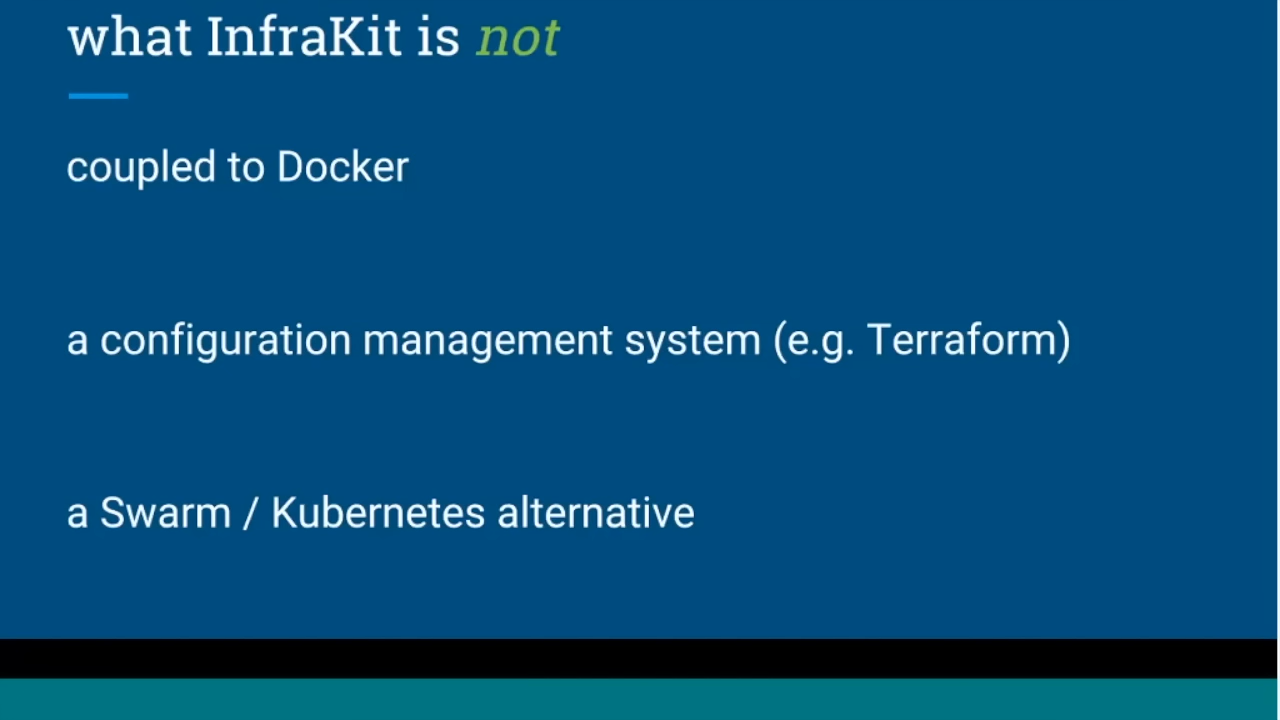 what InfraKit is not
coupled to Docker
a configuration management system (e.g. Terraform)
a Swarm / Kubernetes alternative